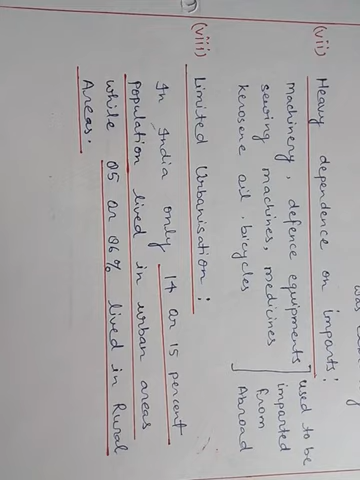 was
(vii) Heavy dependence on imports:
Machinery, defence equipments
sewing machines, medicines
kerosene oil. bicycles
used to be
imported
from
Abroad
(viii) Limited Urbanisation:
In India only 14 or 15 percent
population lived in urban areas
while 85 or 86% lived in Rural
Areas.